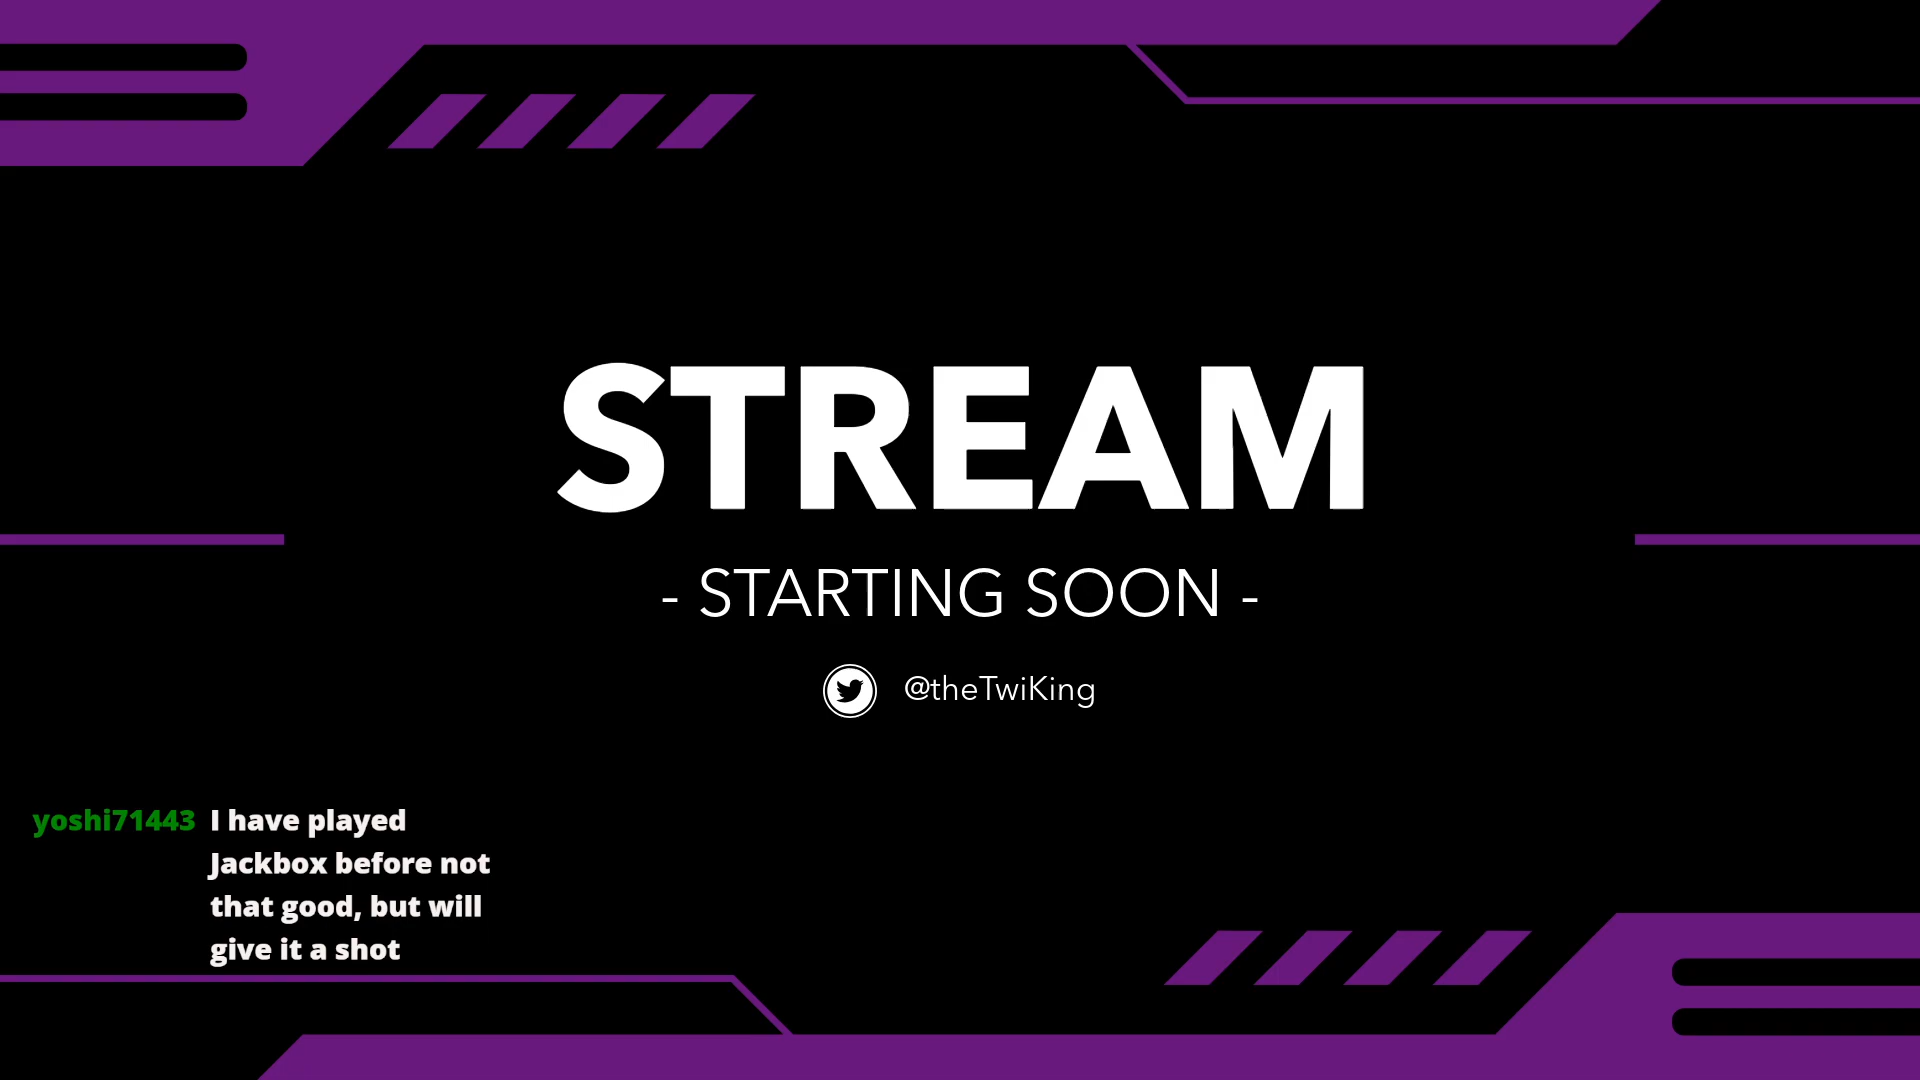 STREAM
- STARTING SOON -
@theTwiKing
yoshi71443 I have played
Jackbox before not
that good, but will
give it a shot